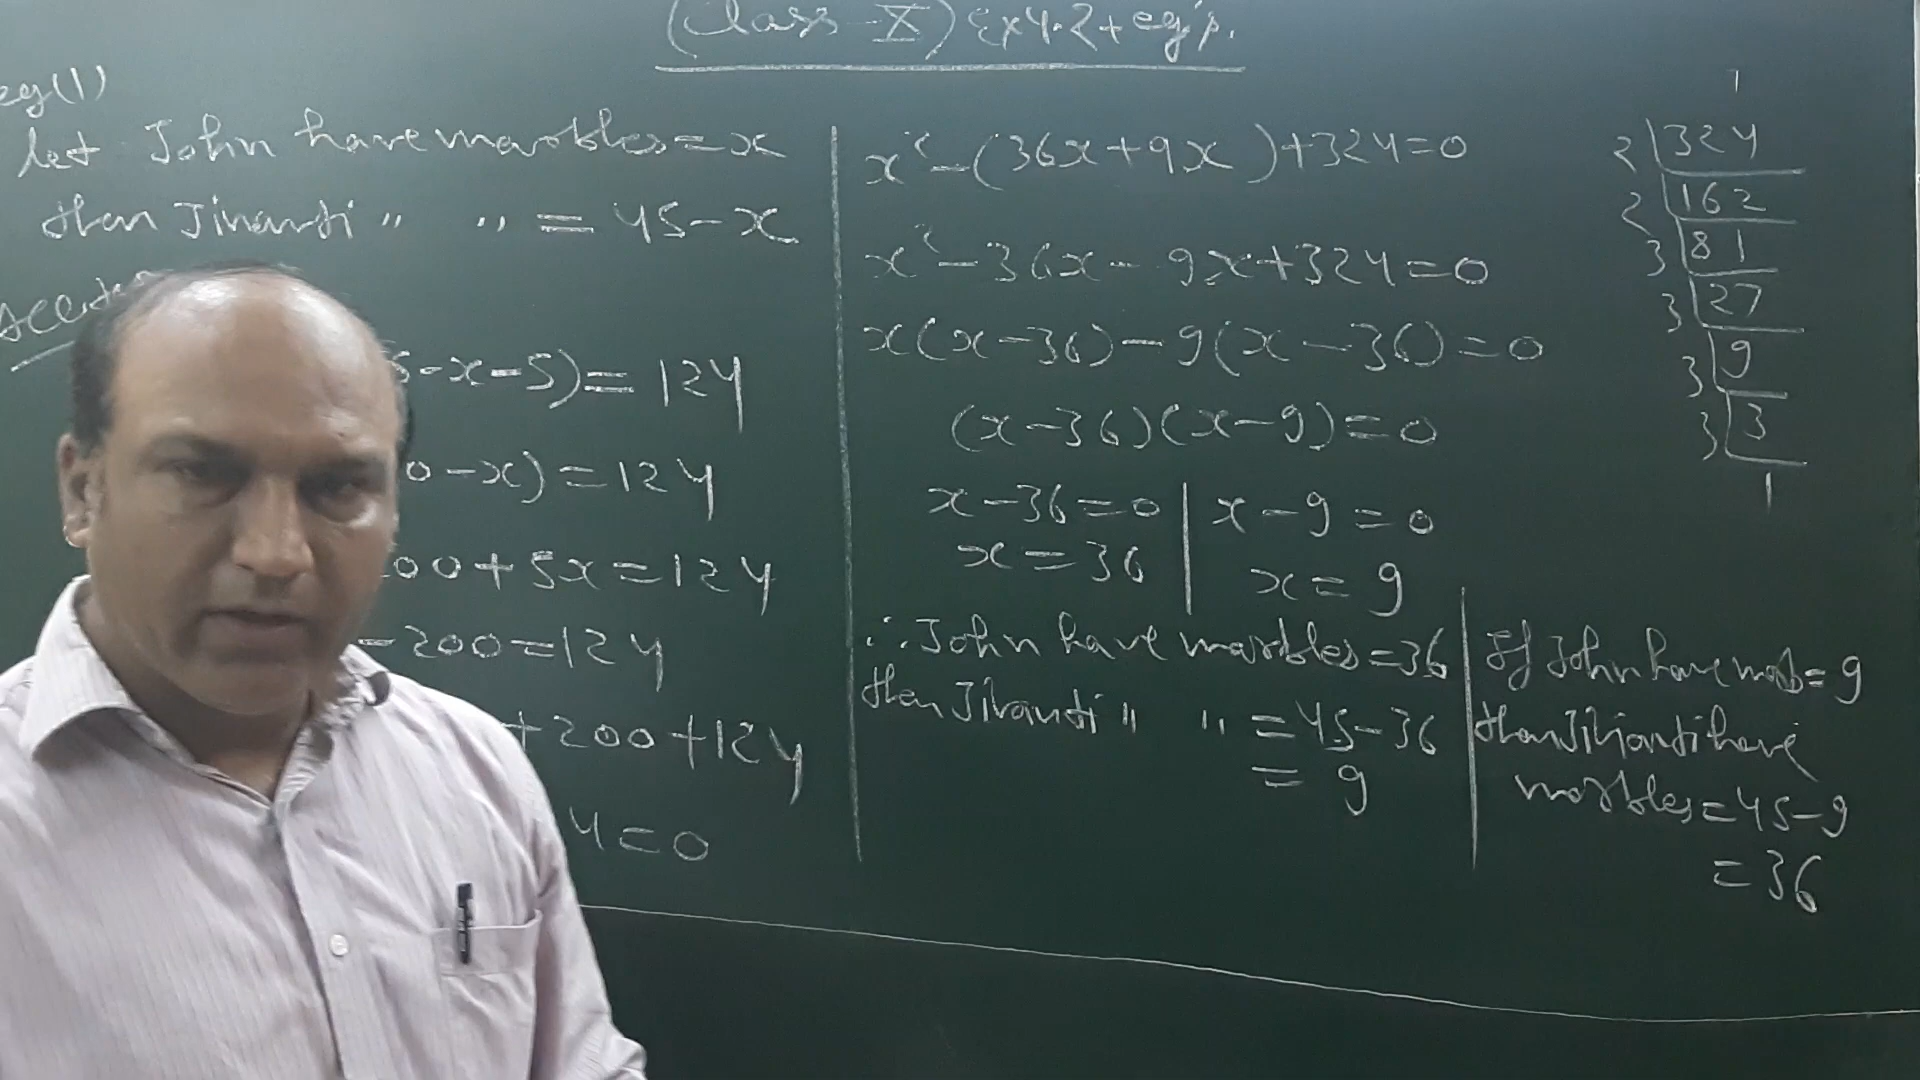 (Class-X) Ex 4.2 + eg's.
eg(1)
let John have marbles = x
then Jivanti " " = 45-x
-x-5) = 124
0-x) = 124
00+5x=124
-200=124
+200+124
4=0
x²-(36x+9x)+324=0
x²-36x-9x+324=0
x(x-36)-9(x-36)=0
(x-36)(x-9)=0
x-36=0 | x-9=0
x=36 | x=9
∴ John have marbles=36
then Jivanti " " =45-36
=9
If John have mab=9
then Jivanti have
marbles=45-9
=36
2 | 324
2 | 162
3 | 81
3 | 27
3 | 9
3 | 3
1